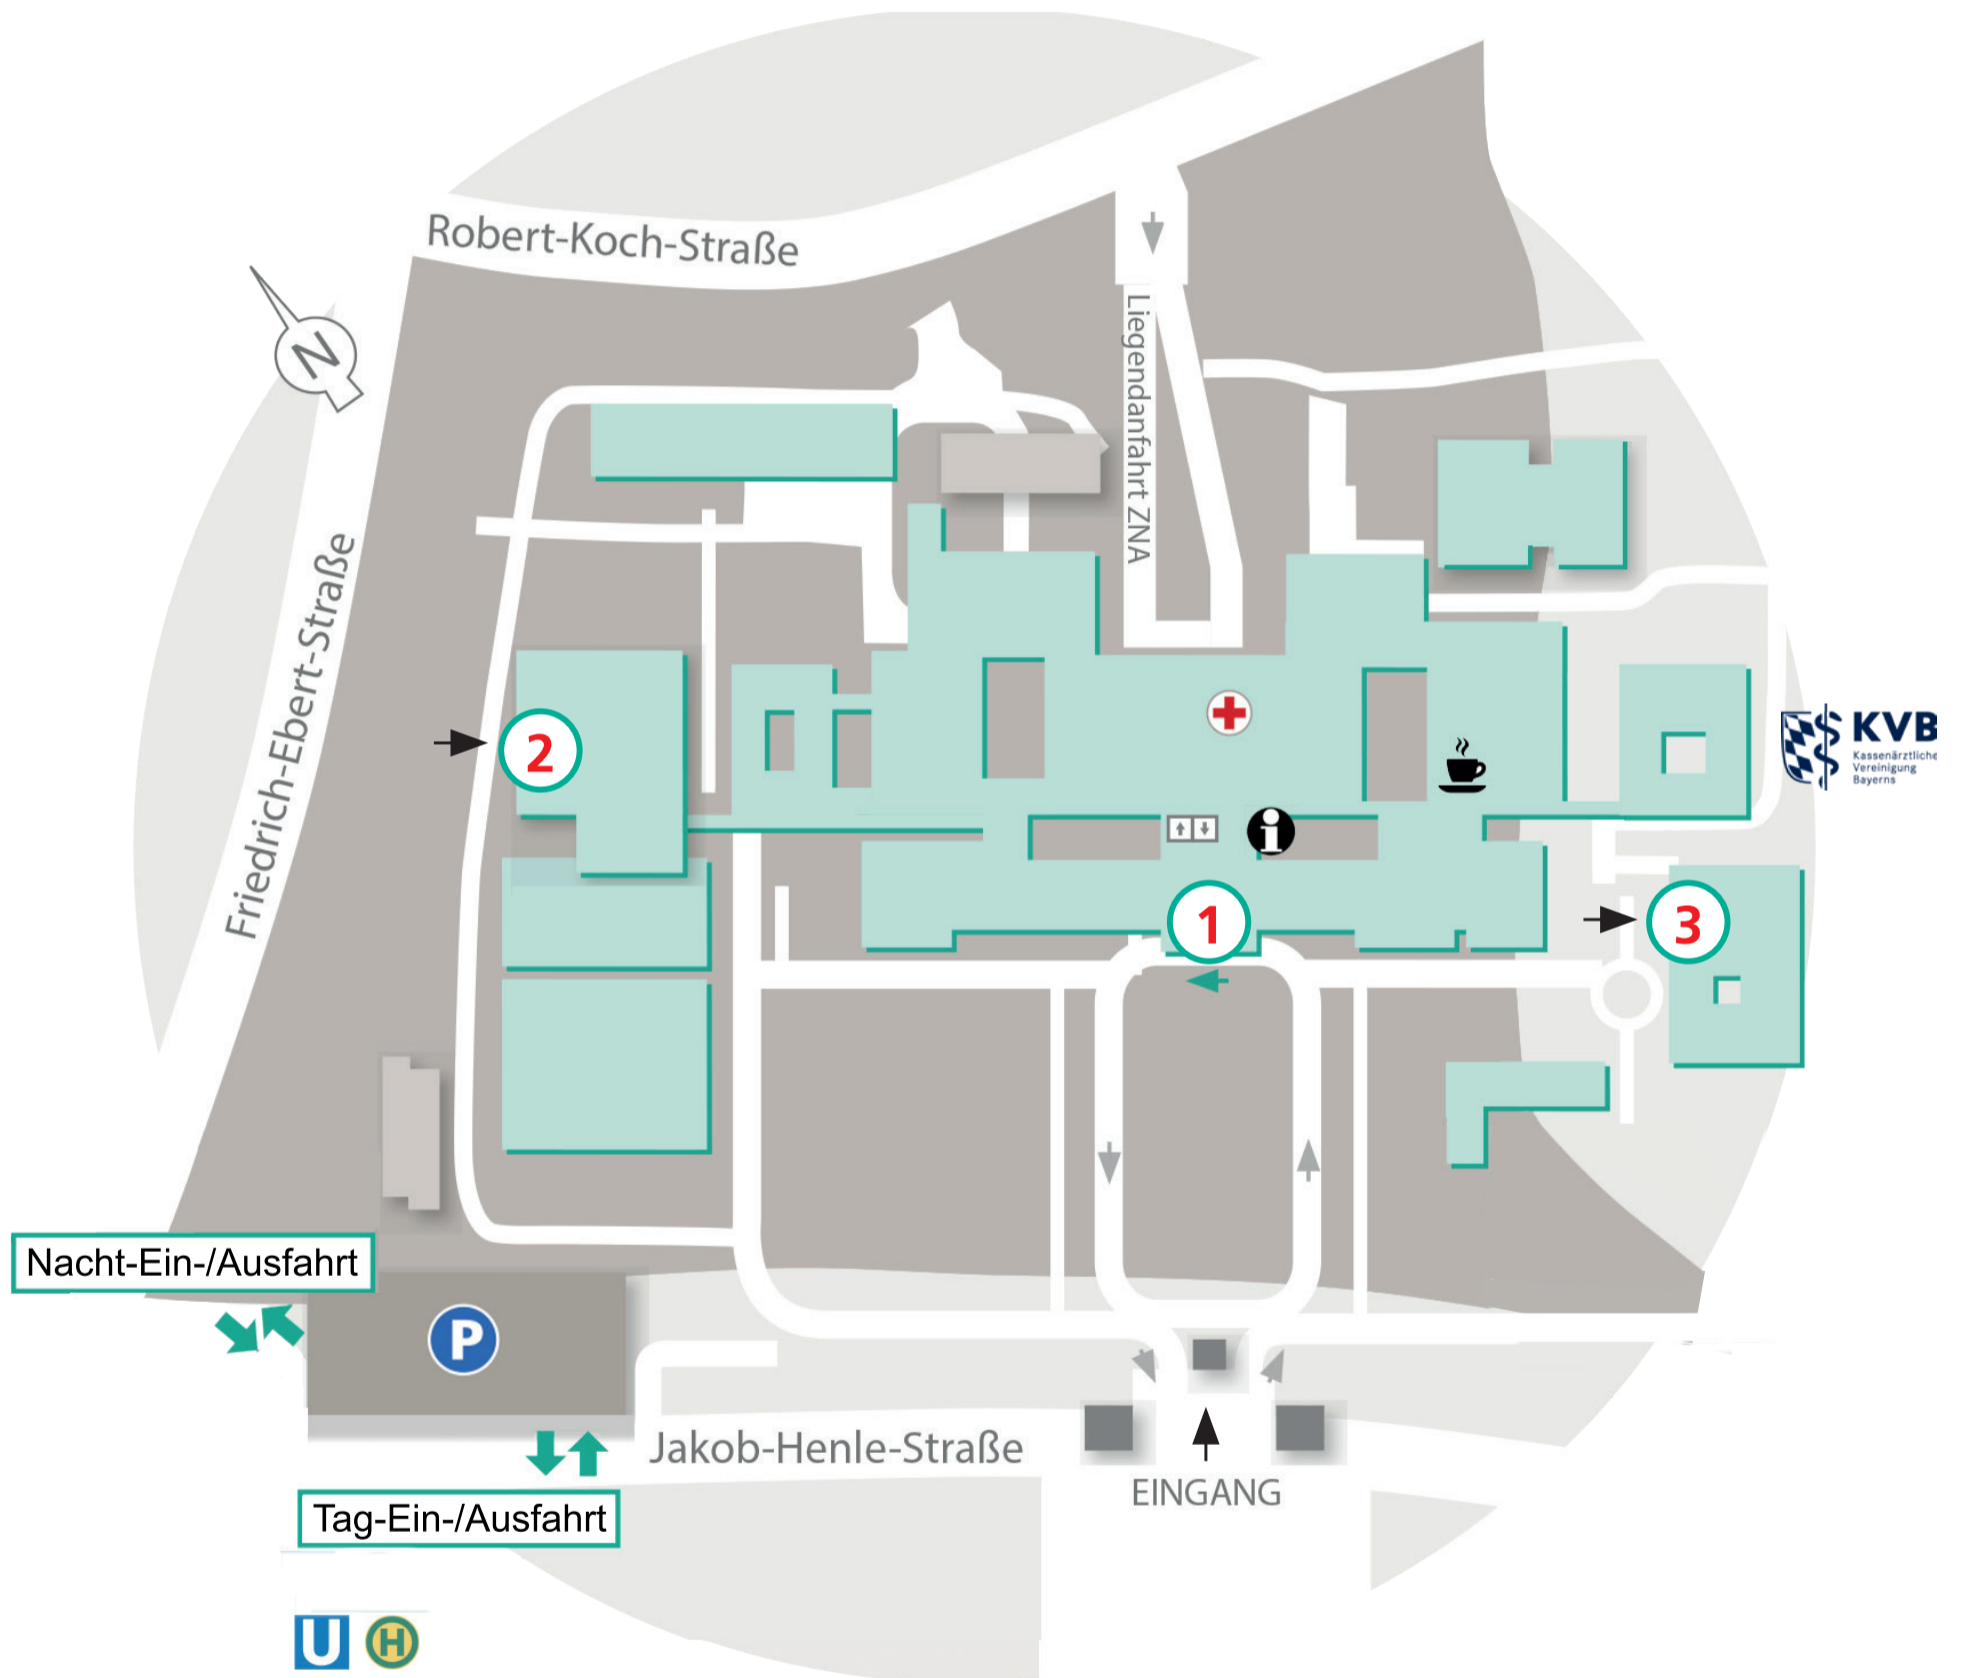 Robert-Koch-Straße
N
Liegendanfahrt ZNA
Friedrich-Ebert-Straße
2
KVB
Kassenärztliche
Vereinigung
Bayerns
i
1
3
Nacht-Ein-/Ausfahrt
P
Jakob-Henle-Straße
EINGANG
Tag-Ein-/Ausfahrt
U H